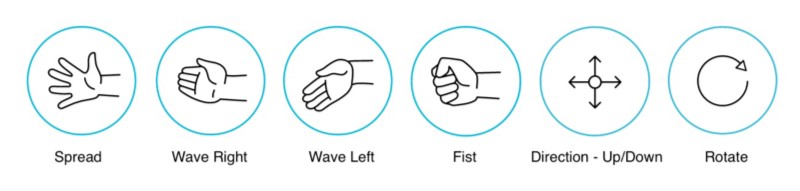 Spread
Wave Right
Wave Left
Fist
Direction - Up/Down
Rotate